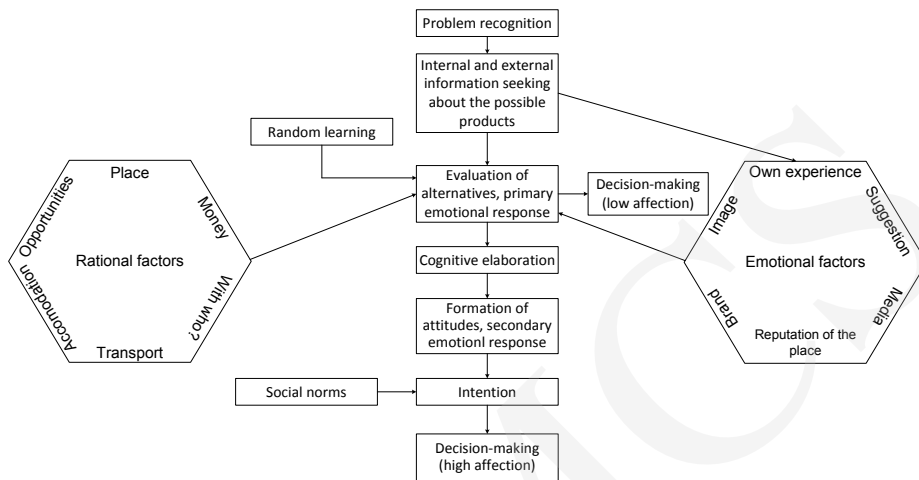 Problem recognition
Internal and external
information seeking
about the possible
products
Random learning
Evaluation of
alternatives, primary
emotional response
Decision-making
(low affection)
Place
Money
With who?
Transport
Accomodation
Opportunities
Rational factors
Own experience
Suggestion
Media
Reputation of the
place
Brand
Image
Emotional factors
Cognitive elaboration
Formation of
attitudes, secondary
emotionl response
Social norms
Intention
Decision-making
(high affection)